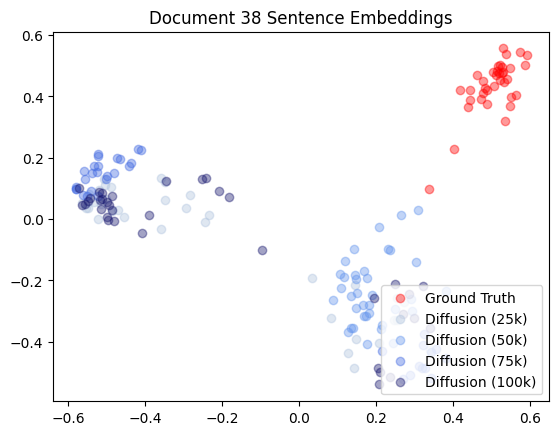 Document 38 Sentence Embeddings
0.6
0.4
0.2
0.0
−0.2
−0.4
Ground Truth
Diffusion (25k)
Diffusion (50k)
Diffusion (75k)
Diffusion (100k)
−0.6 −0.4 −0.2 0.0 0.2 0.4 0.6